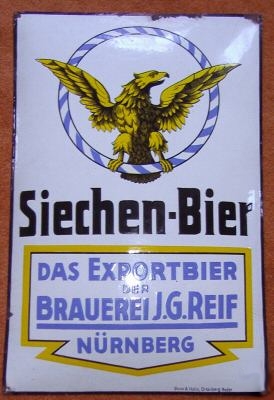 Siechen-Bier
DAS EXPORTBIER
DER
BRAUEREI J.G.REIF
NÜRNBERG